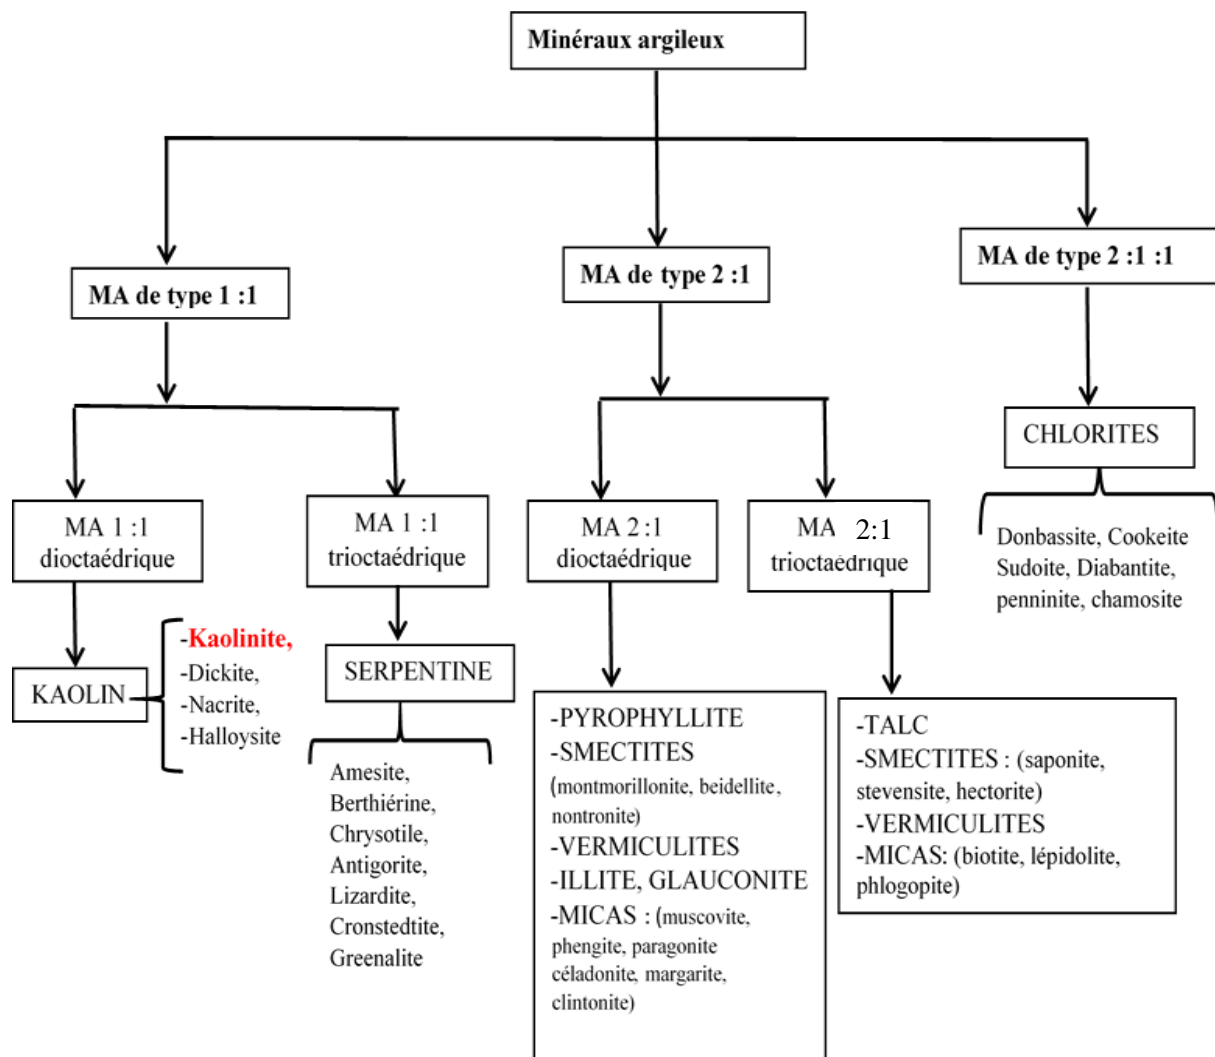 Minéraux argileux
MA de type 1 :1
MA de type 2 :1
MA de type 2 :1 :1
CHLORITES
Donbassite, Cookeite
Sudoite, Diabantite,
penninite, chamosite
MA 1 :1
dioctaédrique
MA 1 :1
trioctaédrique
MA 2 :1
dioctaédrique
MA 2:1
trioctaédrique
KAOLIN
-Kaolinite,
-Dickite,
-Nacrite,
-Halloysite
SERPENTINE
Amesite,
Berthiérine,
Chrysotile,
Antigorite,
Lizardite,
Cronstedtite,
Greenalite
-PYROPHYLLITE
-SMECTITES
(montmorillonite, beidellite,
nontronite)
-VERMICULITES
-ILLITE, GLAUCONITE
-MICAS : (muscovite,
phengite, paragonite
céladonite, margarite,
clintonite)
-TALC
-SMECTITES : (saponite,
stevensite, hectorite)
-VERMICULITES
-MICAS: (biotite, lépidolite,
phlogopite)